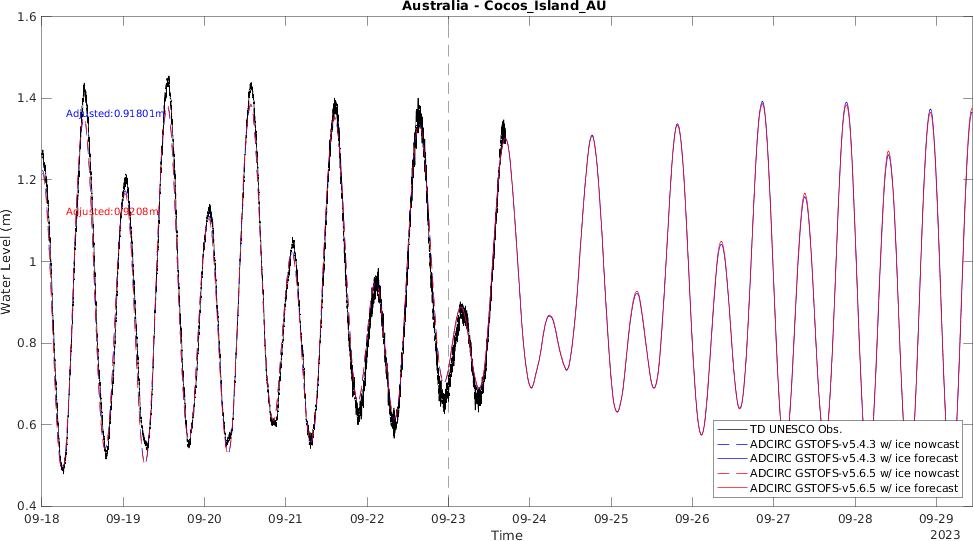 Australia - Cocos_Island_AU
1.6
1.4
1.2
1
0.8
0.6
0.4
Water Level (m)
Adjusted:0.91801m
Adjusted:0.9208m
TD UNESCO Obs.
ADCIRC GSTOFS-v5.4.3 w/ ice nowcast
ADCIRC GSTOFS-v5.4.3 w/ ice forecast
ADCIRC GSTOFS-v5.6.5 w/ ice nowcast
ADCIRC GSTOFS-v5.6.5 w/ ice forecast
09-18 09-19 09-20 09-21 09-22 09-23 09-24 09-25 09-26 09-27 09-28 09-29
2023
Time